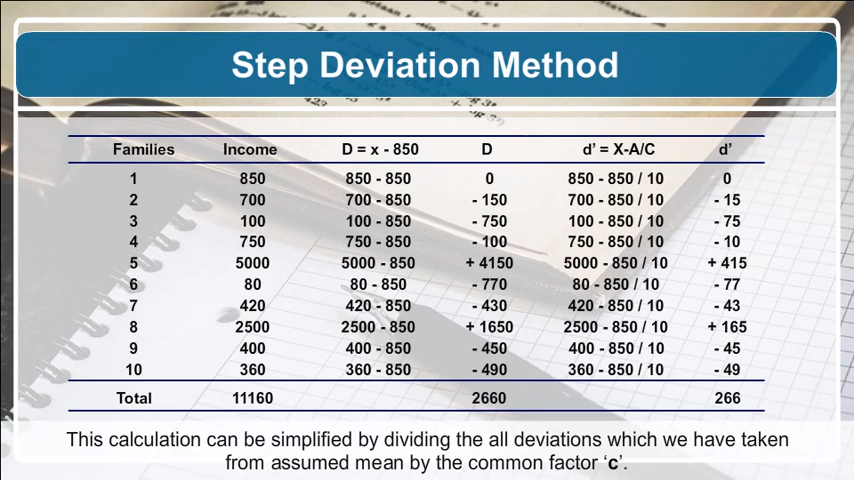 Step Deviation Method
Families Income D = x - 850 D d’ = X-A/C d’
1 850 850 - 850 0 850 - 850 / 10 0
2 700 700 - 850 - 150 700 - 850 / 10 - 15
3 100 100 - 850 - 750 100 - 850 / 10 - 75
4 750 750 - 850 - 100 750 - 850 / 10 - 10
5 5000 5000 - 850 + 4150 5000 - 850 / 10 + 415
6 80 80 - 850 - 770 80 - 850 / 10 - 77
7 420 420 - 850 - 430 420 - 850 / 10 - 43
8 2500 2500 - 850 + 1650 2500 - 850 / 10 + 165
9 400 400 - 850 - 450 400 - 850 / 10 - 45
10 360 360 - 850 - 490 360 - 850 / 10 - 49
Total 11160 2660 266
This calculation can be simplified by dividing the all deviations which we have taken
from assumed mean by the common factor ‘c’.